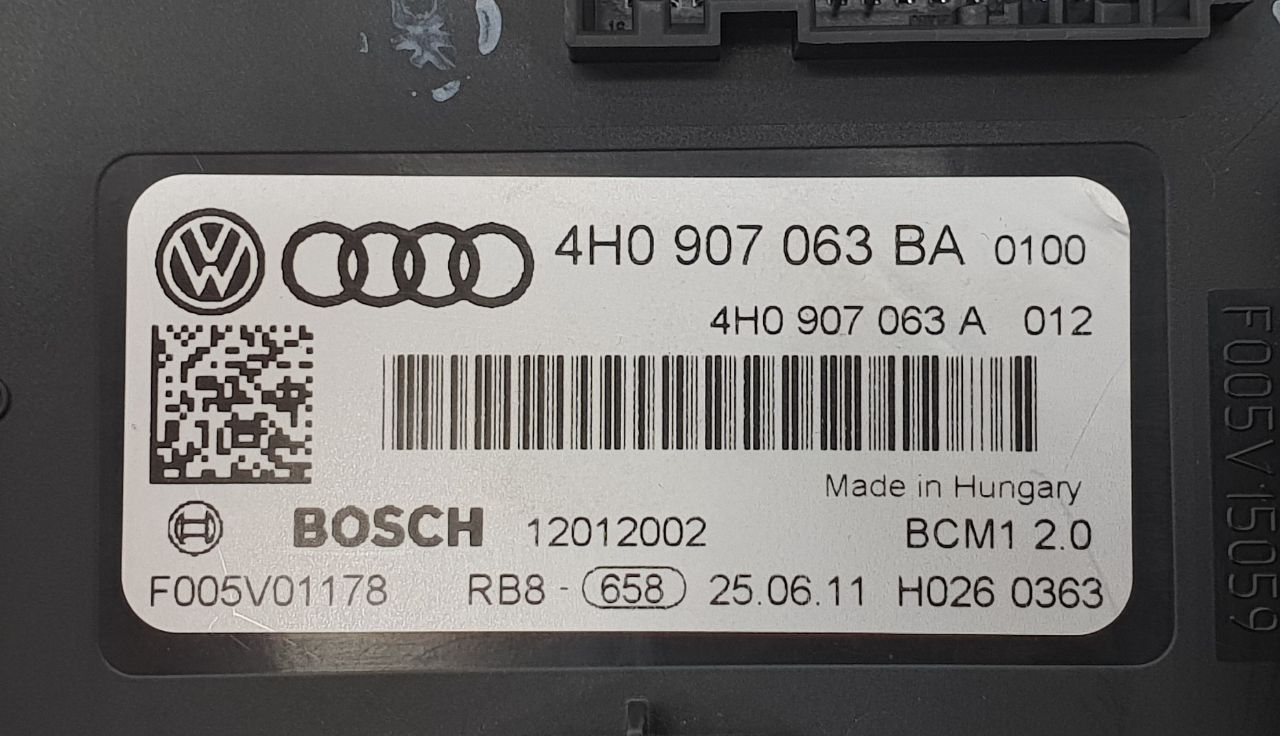 4H0 907 063 BA 0100
4H0 907 063 A 012
Made in Hungary
BOSCH 12012002 BCM1 2.0
F005V01178 RB8 - 658 25.06.11 H026 0363
F005V15059